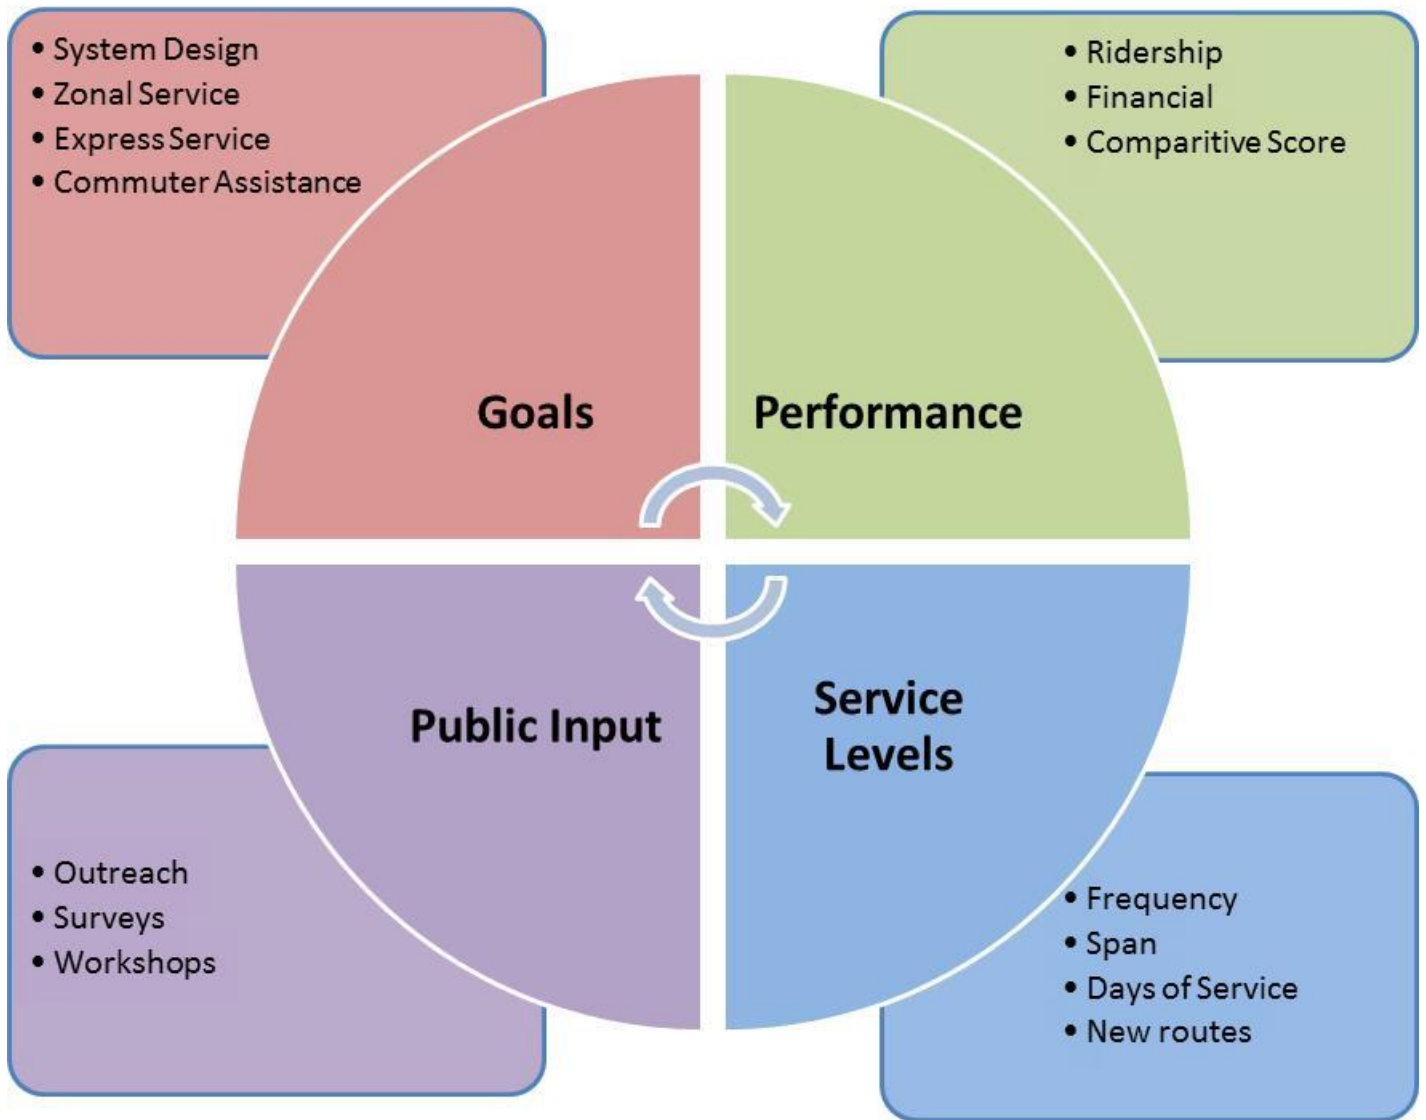 • System Design
• Zonal Service
• Express Service
• Commuter Assistance
• Ridership
• Financial
• Comparitive Score
Goals
Performance
Public Input
Service
Levels
• Outreach
• Surveys
• Workshops
• Frequency
• Span
• Days of Service
• New routes